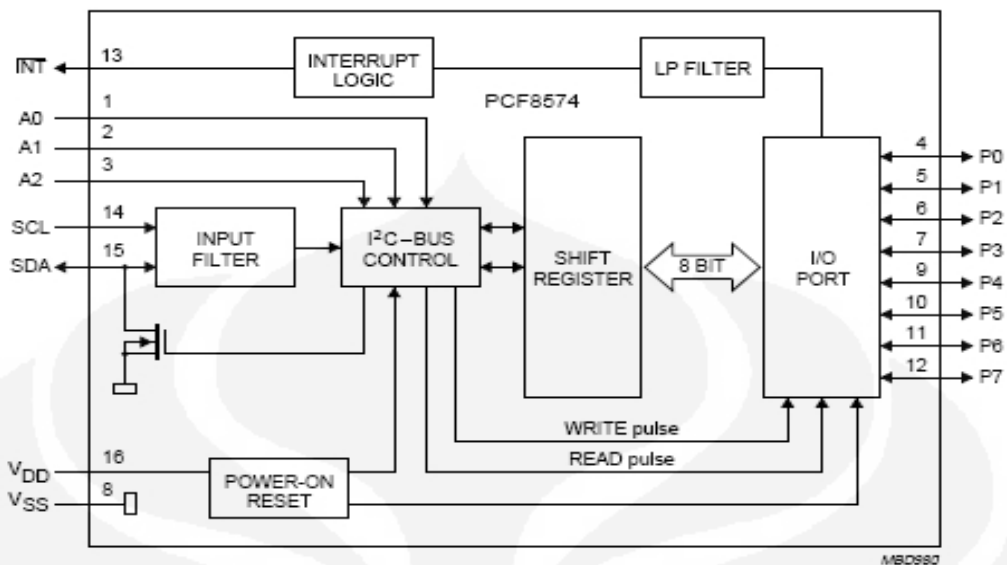 13
INT
INTERRUPT
LOGIC
LP FILTER
PCF8574
1
A0
2
A1
3
A2
14
SCL
15
SDA
INPUT
FILTER
I²C–BUS
CONTROL
SHIFT
REGISTER
8 BIT
I/O
PORT
4
P0
5
P1
6
P2
7
P3
9
P4
10
P5
11
P6
12
P7
WRITE pulse
READ pulse
16
VDD
8
VSS
POWER-ON
RESET
MBD980